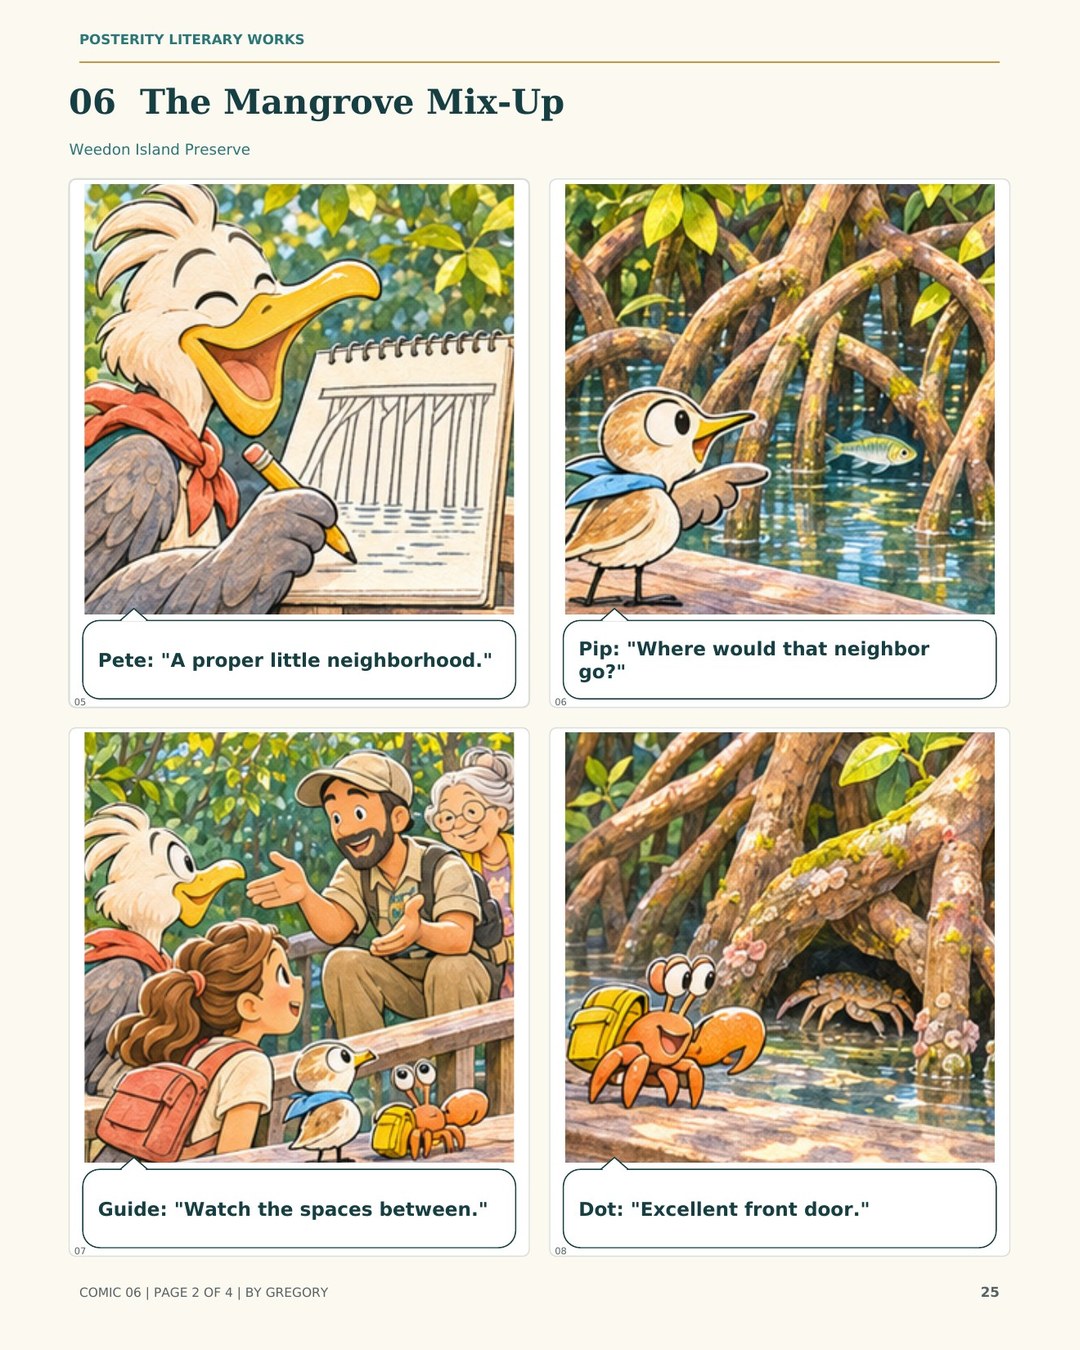 POSTERITY LITERARY WORKS
06 The Mangrove Mix-Up
Weedon Island Preserve
Pete: "A proper little neighborhood."
05
Pip: "Where would that neighbor
go?"
06
Guide: "Watch the spaces between."
07
Dot: "Excellent front door."
08
COMIC 06 | PAGE 2 OF 4 | BY GREGORY
25